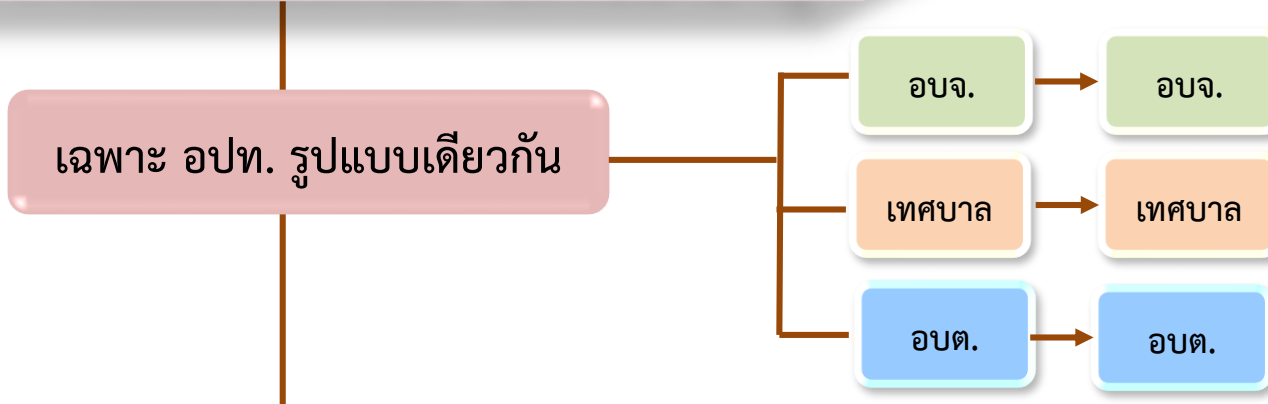 อบจ. อบจ.
เฉพาะ อปท. รูปแบบเดียวกัน
เทศบาล เทศบาล
อบต. อบต.